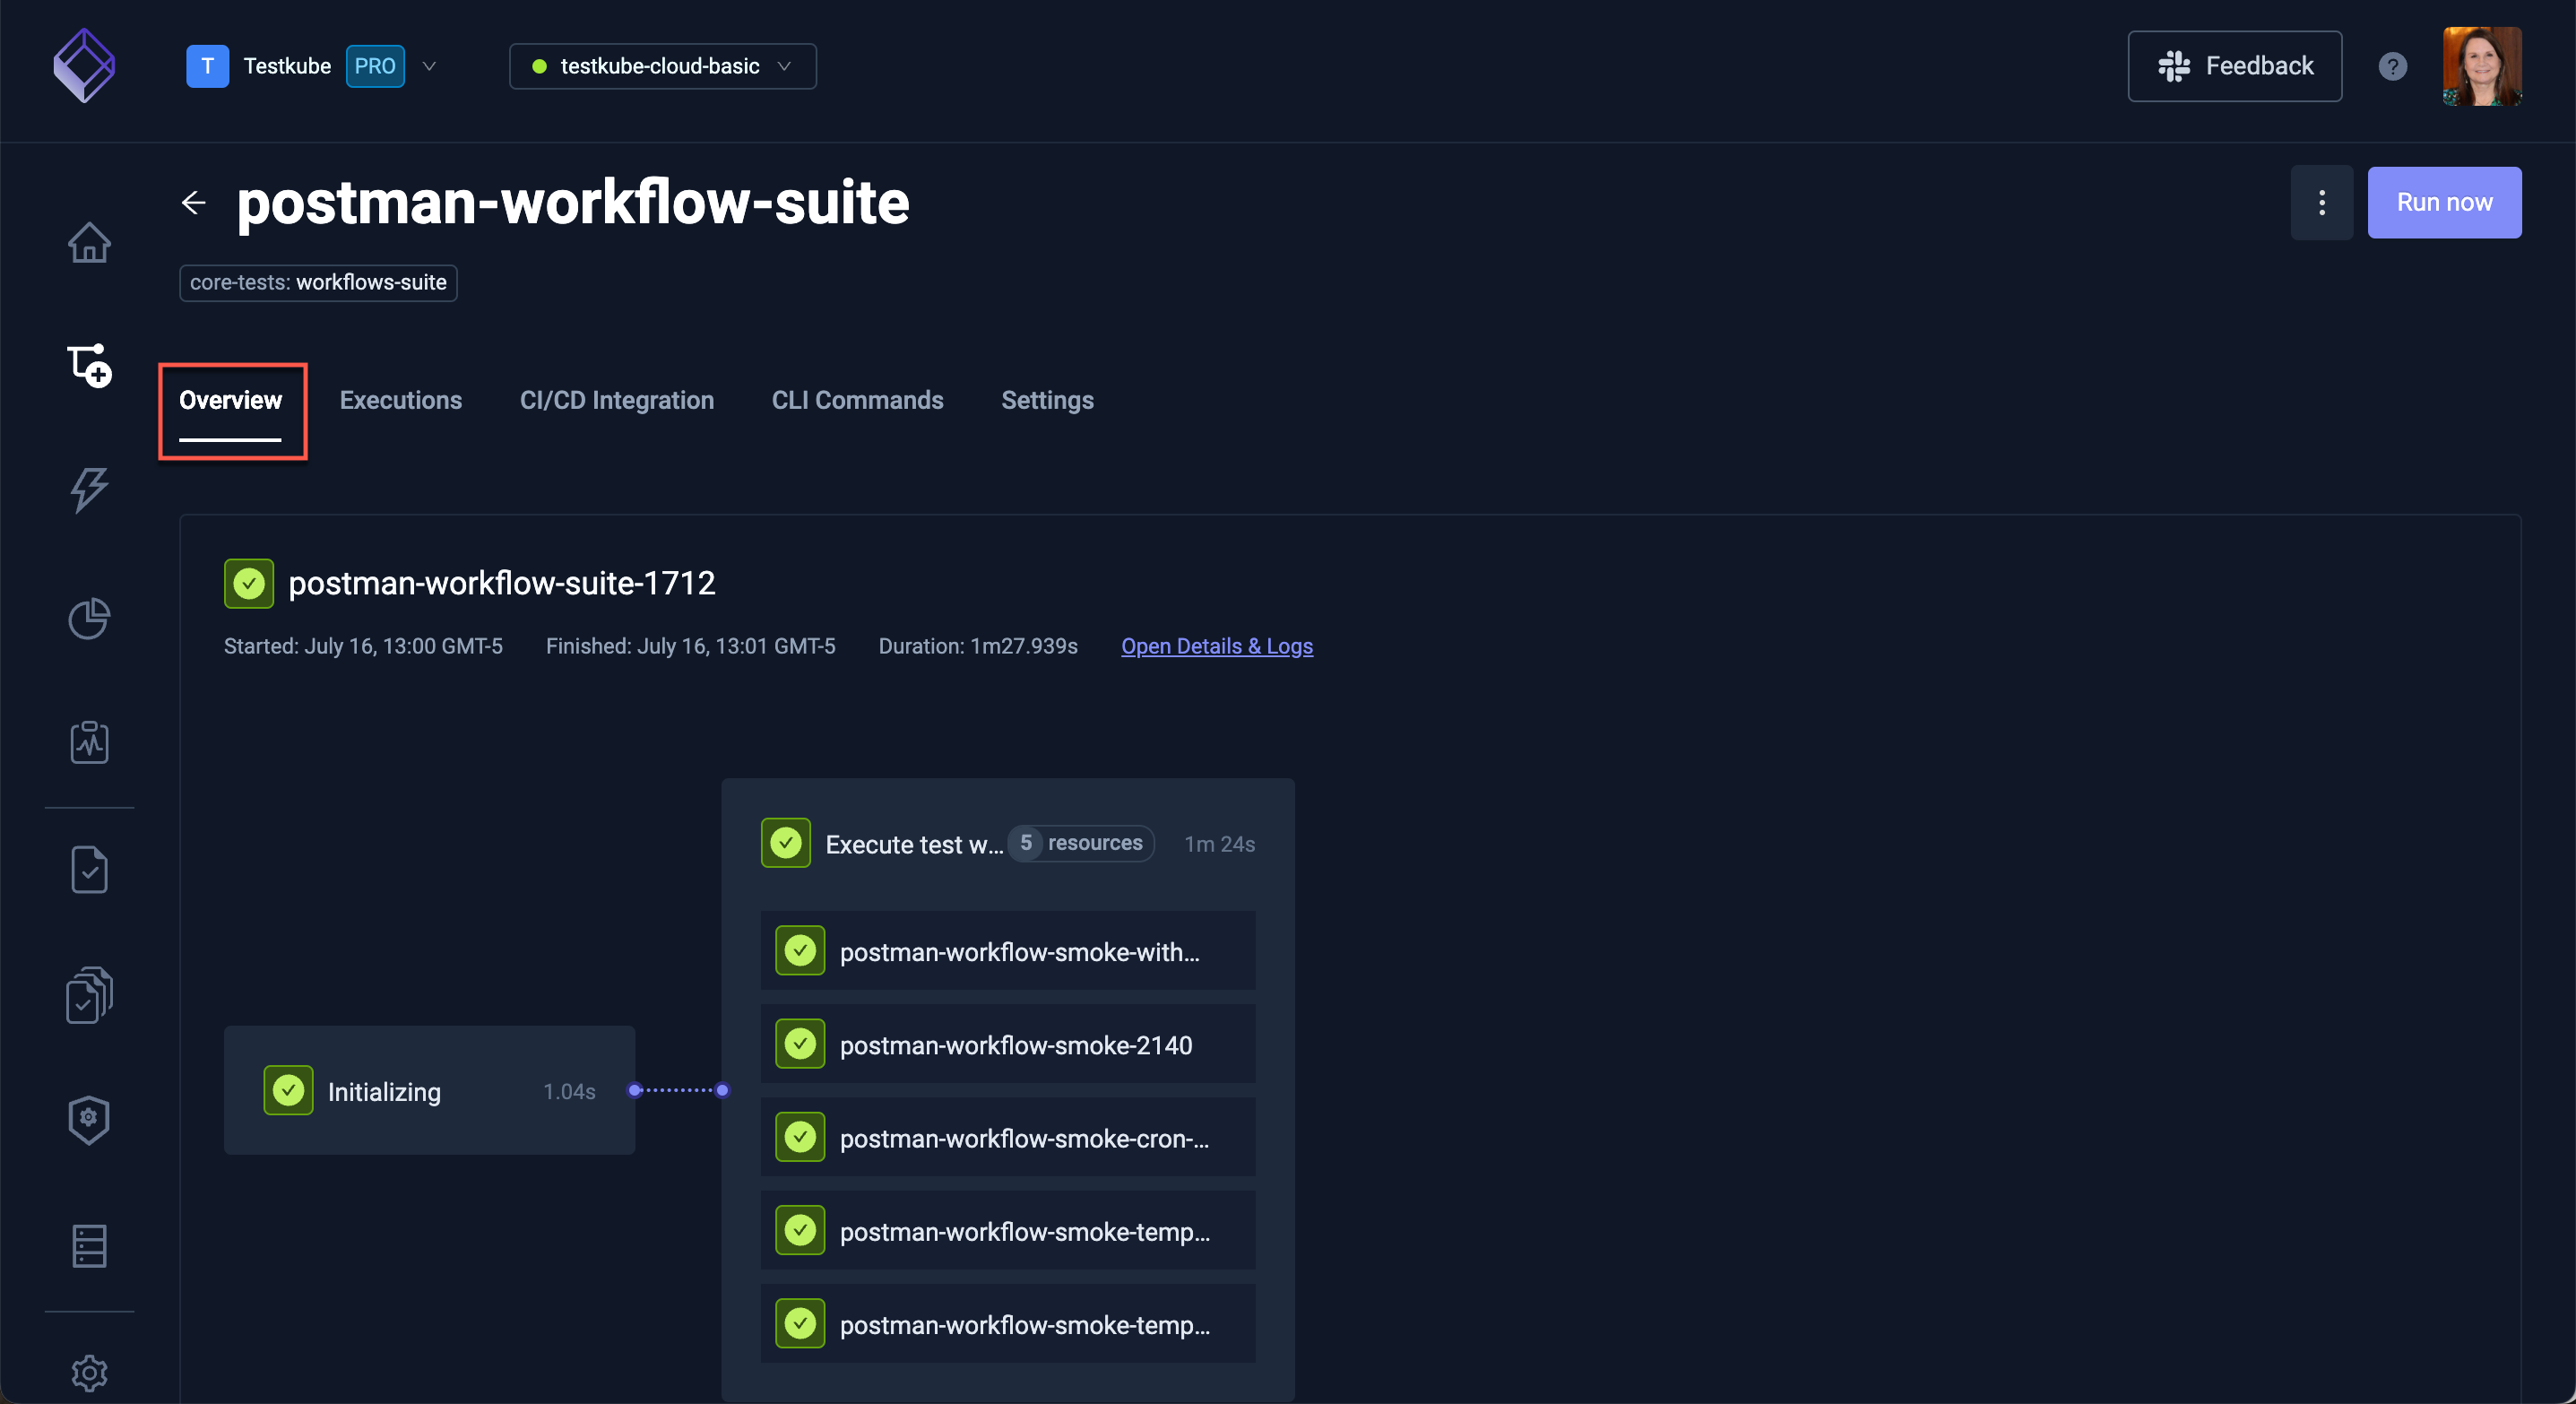 T Testkube PRO testkube-cloud-basic Feedback ?
postman-workflow-suite Run now
core-tests: workflows-suite
Overview Executions CI/CD Integration CLI Commands Settings
postman-workflow-suite-1712
Started: July 16, 13:00 GMT-5 Finished: July 16, 13:01 GMT-5 Duration: 1m27.939s Open Details & Logs
Execute test w... 5 resources 1m 24s
postman-workflow-smoke-with...
postman-workflow-smoke-2140
Initializing 1.04s
postman-workflow-smoke-cron-...
postman-workflow-smoke-temp...
postman-workflow-smoke-temp...